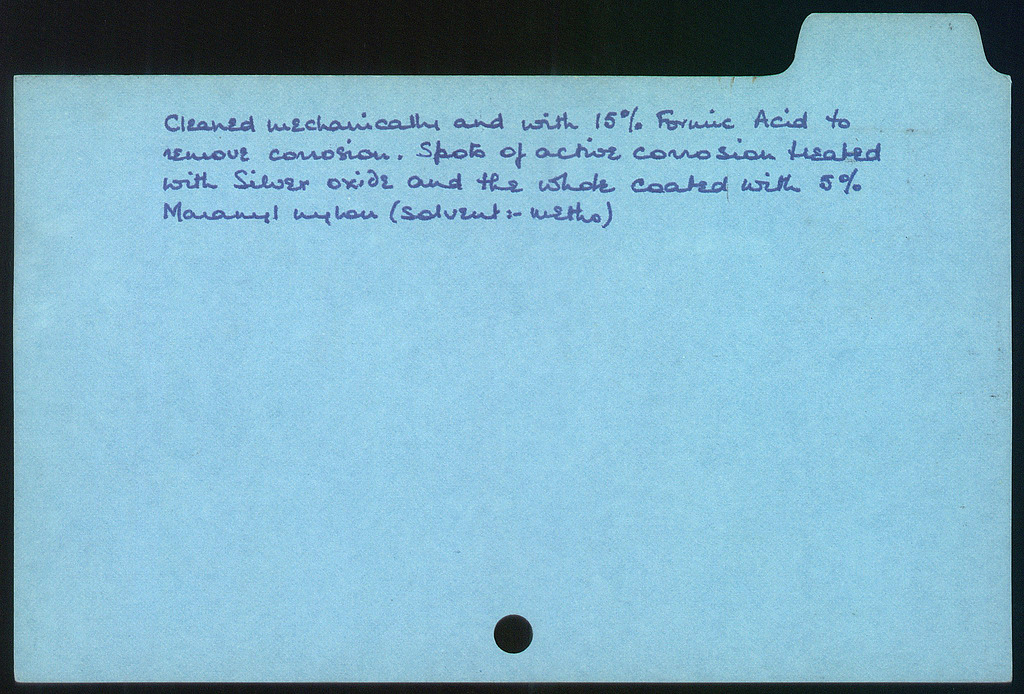 Cleaned mechanically and with 15% Formic Acid to
remove corrosion. Spots of active corrosion treated
with Silver oxide and the whole coated with 5%
Maranyl nylon (Solvent:- meths)